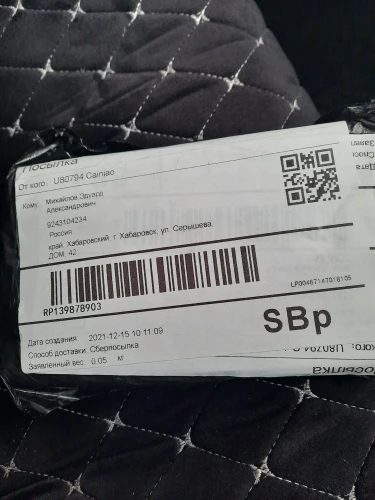 Посылка
От кого: U80794 Cainiao
Кому: Михайлов Эдуард
Александрович
9243104234
Россия
край. Хабаровский, г. Хабаровск, ул. Серышева,
ДОМ. 42
RP139878903
LP00487147018105
SBp
Дата создания 2021-12-15 10:11:09
Способ доставки Сберпосылка
Заявленный вес 0.05 кг